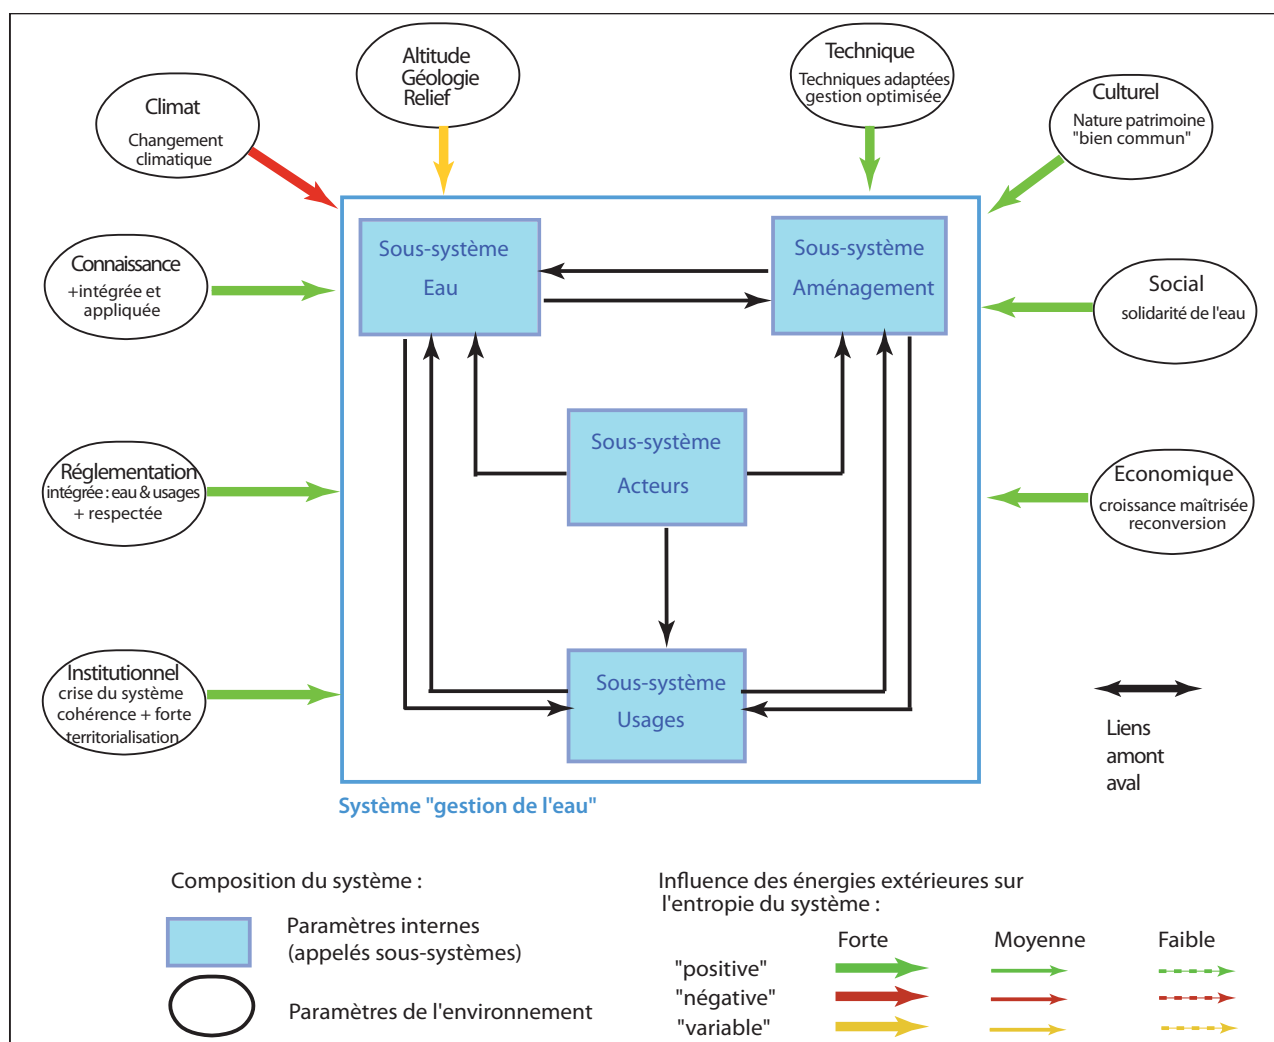 Altitude
Géologie
Relief
Technique
Techniques adaptées
gestion optimisée
Climat
Changement
climatique
Culturel
Nature patrimoine
"bien commun"
Connaissance
+intégrée et
appliquée
Sous-système
Eau
Sous-système
Aménagement
Social
solidarité de l'eau
Sous-système
Acteurs
Réglementation
intégrée : eau & usages
+ respectée
Economique
croissance maîtrisée
reconversion
Institutionnel
crise du système
cohérence + forte
territorialisation
Sous-système
Usages
Liens
amont
aval
Système "gestion de l'eau"
Composition du système :
Paramètres internes
(appelés sous-systèmes)
Paramètres de l'environnement
Influence des énergies extérieures sur
l'entropie du système :
Forte Moyenne Faible
"positive"
"négative"
"variable"